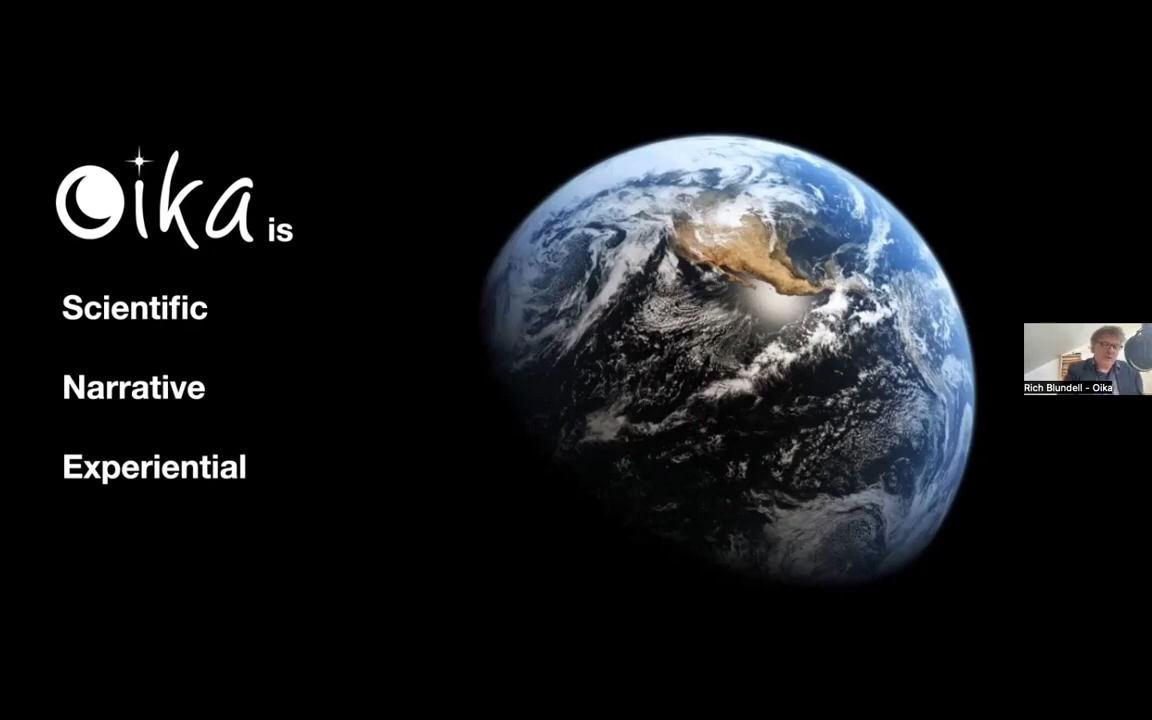 Oika is
Scientific
Narrative
Experiential
Rich Blundell - Oika